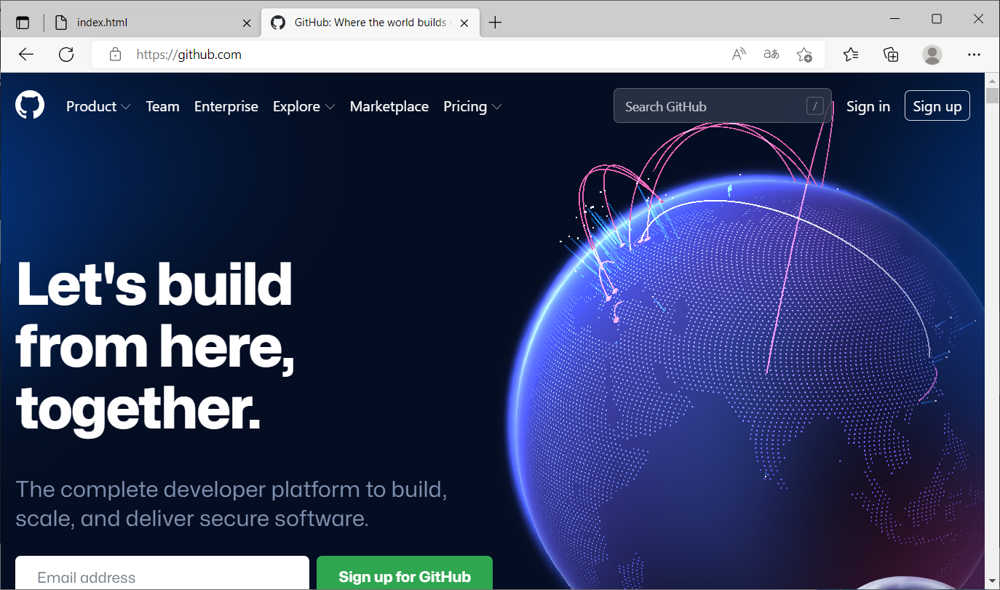 index.html
GitHub: Where the world builds
https://github.com
Product Team Enterprise Explore Marketplace Pricing
Search GitHub /
Sign in
Sign up
Let's build
from here,
together.
The complete developer platform to build,
scale, and deliver secure software.
Email address
Sign up for GitHub